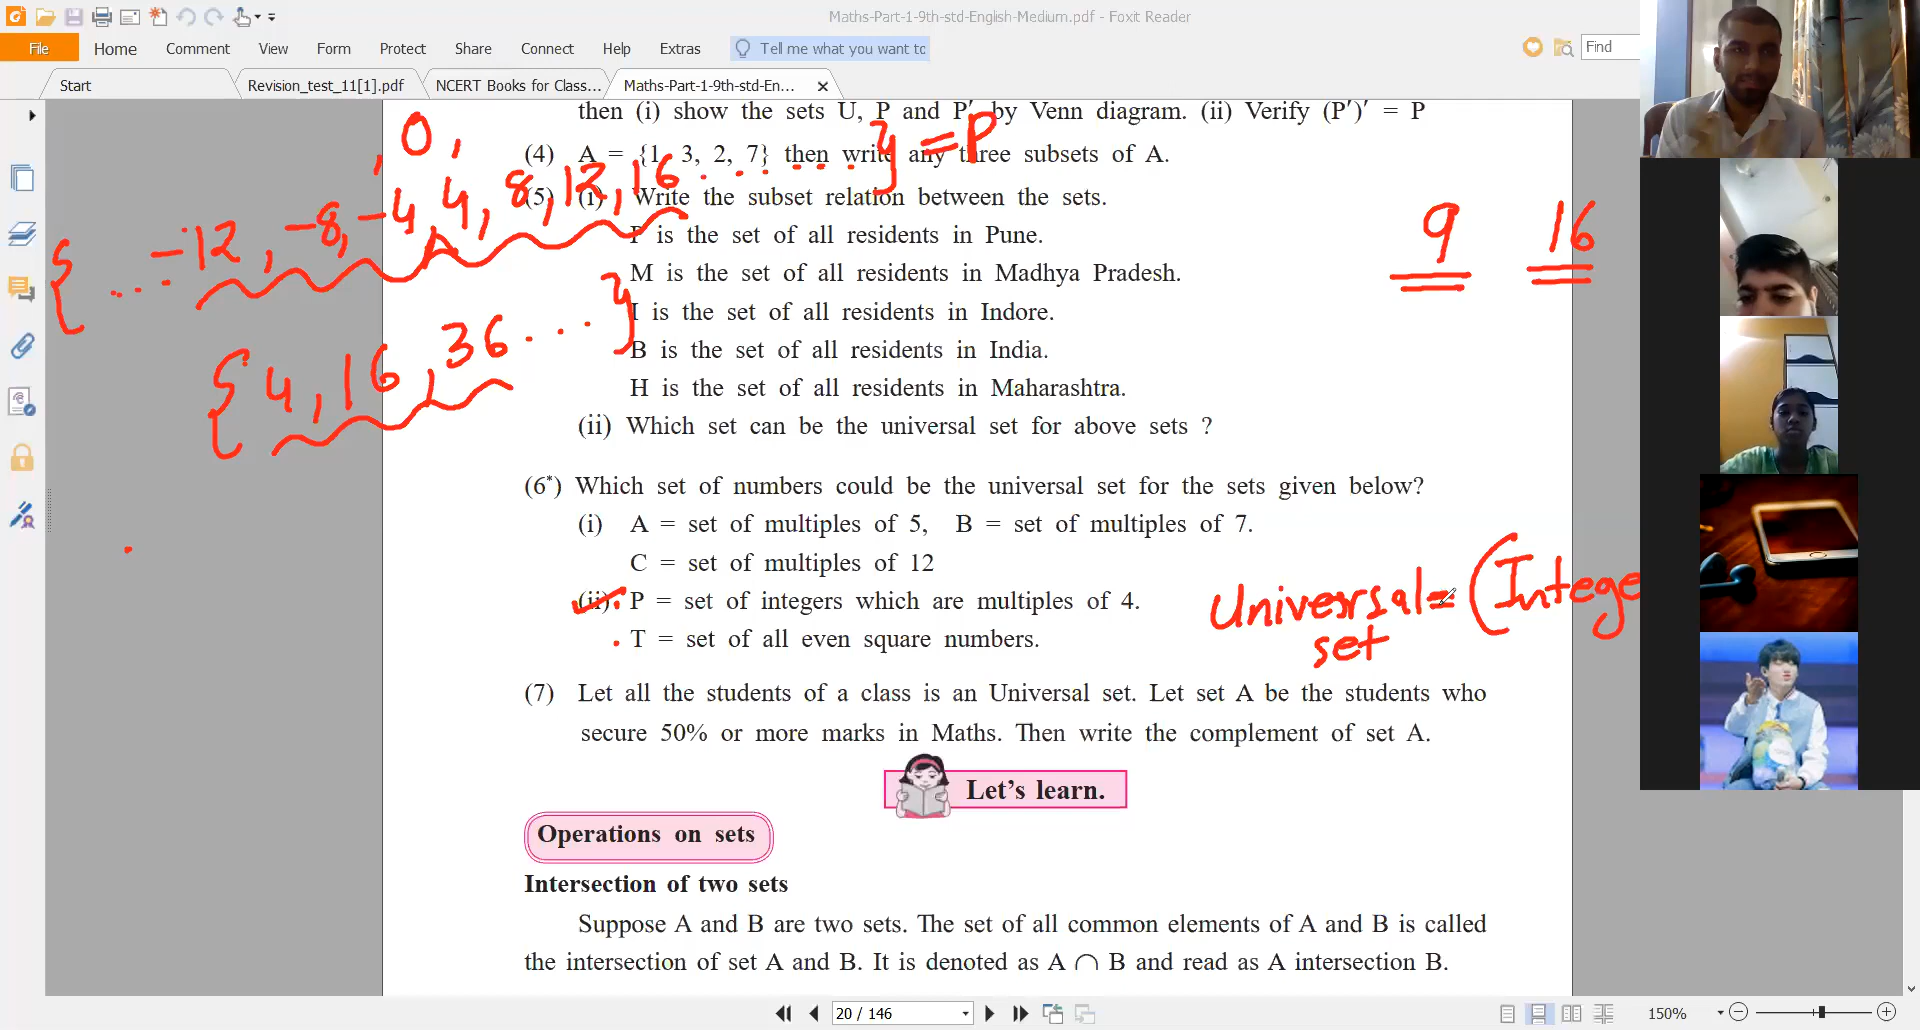 Maths-Part-1-9th-std-English-Medium.pdf - Foxit Reader
File Home Comment View Form Protect Share Connect Help Extras Tell me what you want to Find
Start Revision_test_11[1].pdf NCERT Books for Class... Maths-Part-1-9th-std-En...
then (i) show the sets U, P and P′ by Venn diagram. (ii) Verify (P′)′ = P
, 0 ,
(4) A = {1, 3, 2, 7} then write any three subsets of A.
{ .... -12, -8, -4 4, 8, 12, 16 ........ } = P
(5) (i) Write the subset relation between the sets.
P is the set of all residents in Pune.
9 16
M is the set of all residents in Madhya Pradesh.
I is the set of all residents in Indore.
{ 4, 16, 36 ... }
B is the set of all residents in India.
H is the set of all residents in Maharashtra.
(ii) Which set can be the universal set for above sets ?
(6*) Which set of numbers could be the universal set for the sets given below?
(i) A = set of multiples of 5, B = set of multiples of 7.
C = set of multiples of 12
(ii) P = set of integers which are multiples of 4.
Universal = (Intege
set
T = set of all even square numbers.
(7) Let all the students of a class is an Universal set. Let set A be the students who
secure 50% or more marks in Maths. Then write the complement of set A.
Let's learn.
Operations on sets
Intersection of two sets
Suppose A and B are two sets. The set of all common elements of A and B is called
the intersection of set A and B. It is denoted as A ∩ B and read as A intersection B.
20 / 146 150%